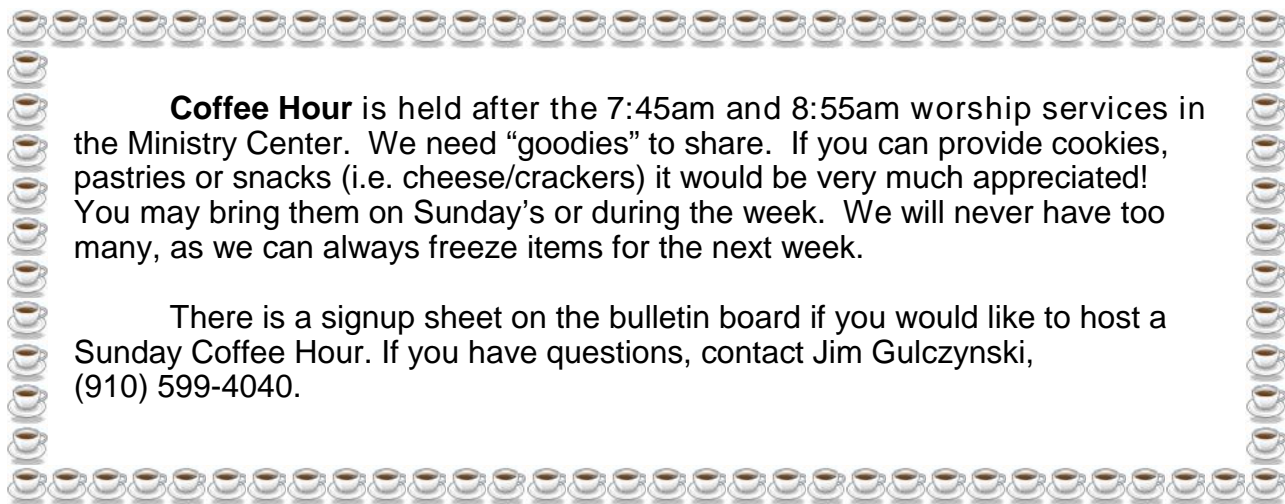 Coffee Hour is held after the 7:45am and 8:55am worship services in
the Ministry Center.  We need “goodies” to share.  If you can provide cookies,
pastries or snacks (i.e. cheese/crackers) it would be very much appreciated!
You may bring them on Sunday’s or during the week.  We will never have too
many, as we can always freeze items for the next week.
There is a signup sheet on the bulletin board if you would like to host a
Sunday Coffee Hour. If you have questions, contact Jim Gulczynski,
(910) 599-4040.